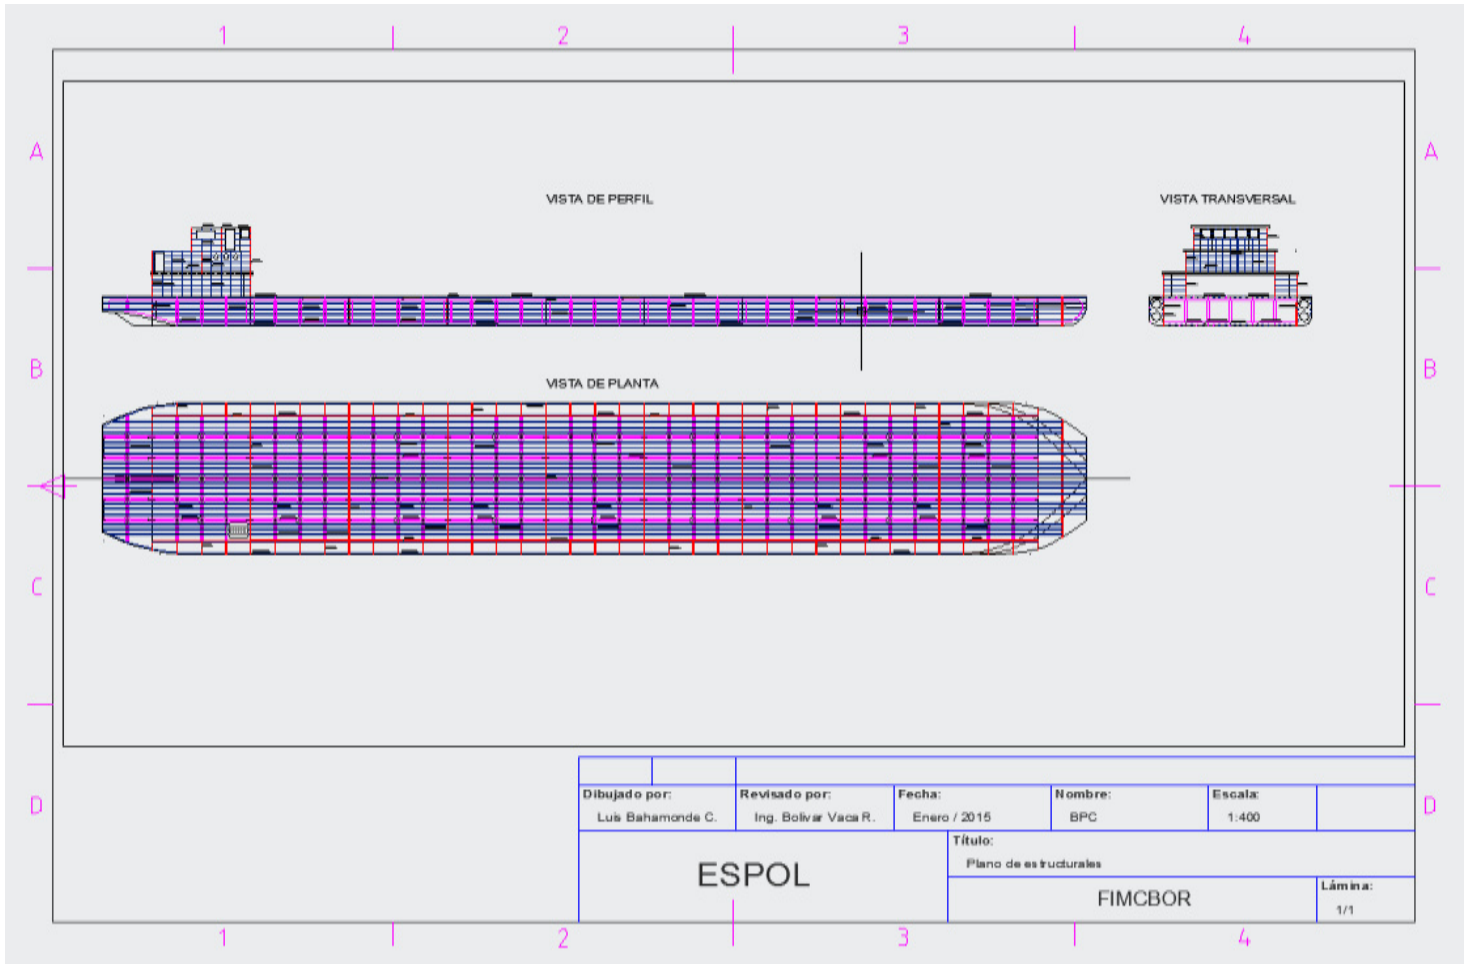 1 2 3 4
A A
VISTA DE PERFIL VISTA TRANSVERSAL
B B
VISTA DE PLANTA
C C
D D
Dibujado por: Revisado por: Fecha: Nombre: Escala:
Luis Bahamonde C. Ing. Bolivar Vaca R. Enero / 2015 BPC 1:400
Título:
Plano de estructurales
ESPOL
FIMCBOR
Lámina:
1/1
1 2 3 4